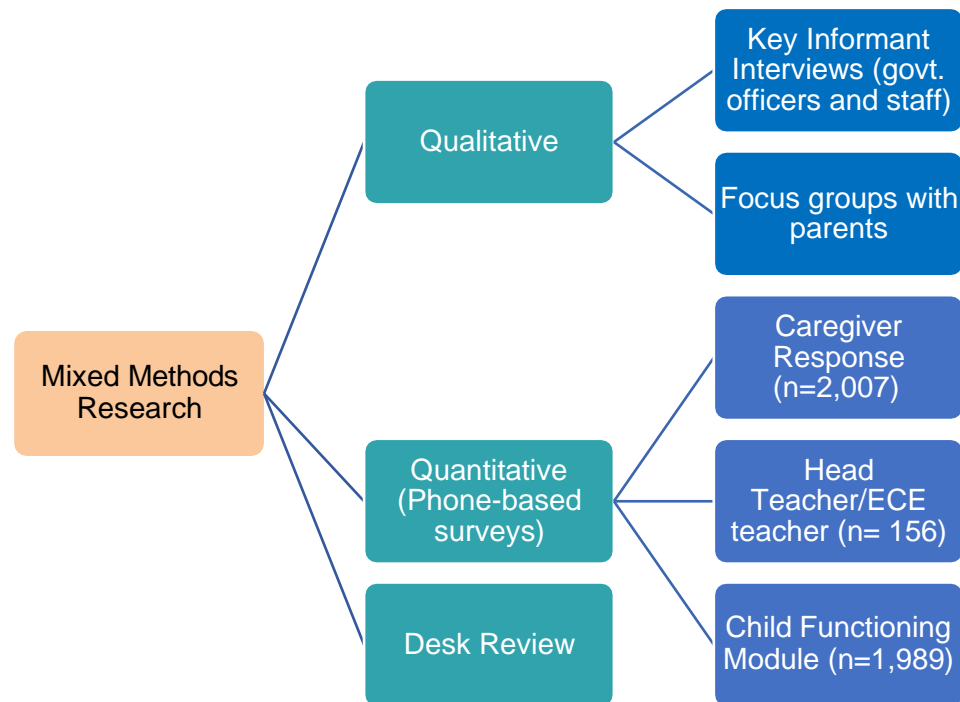 Mixed Methods
Research
Qualitative
Key Informant
Interviews (govt.
officers and staff)
Focus groups with
parents
Quantitative
(Phone-based
surveys)
Caregiver
Response
(n=2,007)
Head
Teacher/ECE
teacher (n= 156)
Child Functioning
Module (n=1,989)
Desk Review